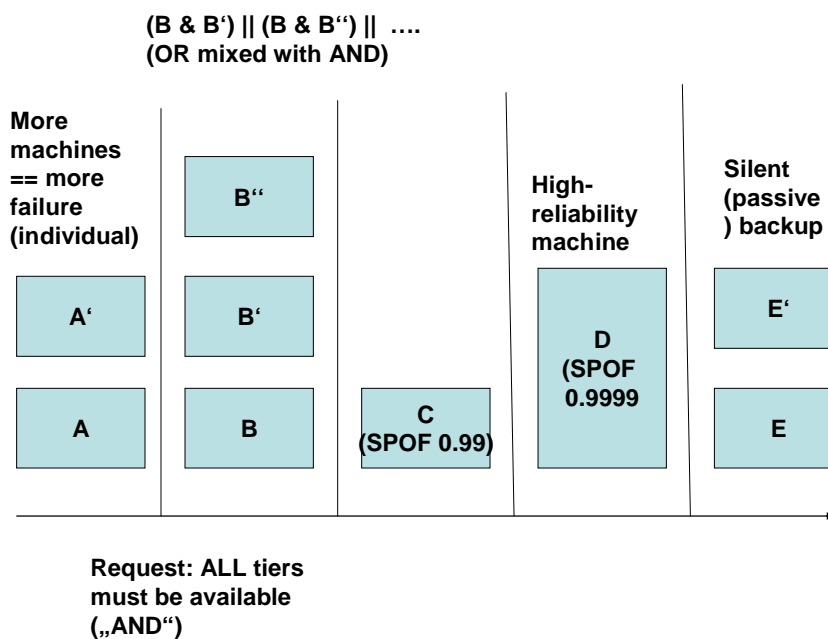 (B & B‘) || (B & B‘‘) || ….
(OR mixed with AND)
More
machines
== more
failure
(individual)
B‘‘
High-
reliability
machine
Silent
(passive
) backup
A‘
B‘
D
(SPOF
0.9999
E‘
A
B
C
(SPOF 0.99)
E
Request: ALL tiers
must be available
(„AND“)